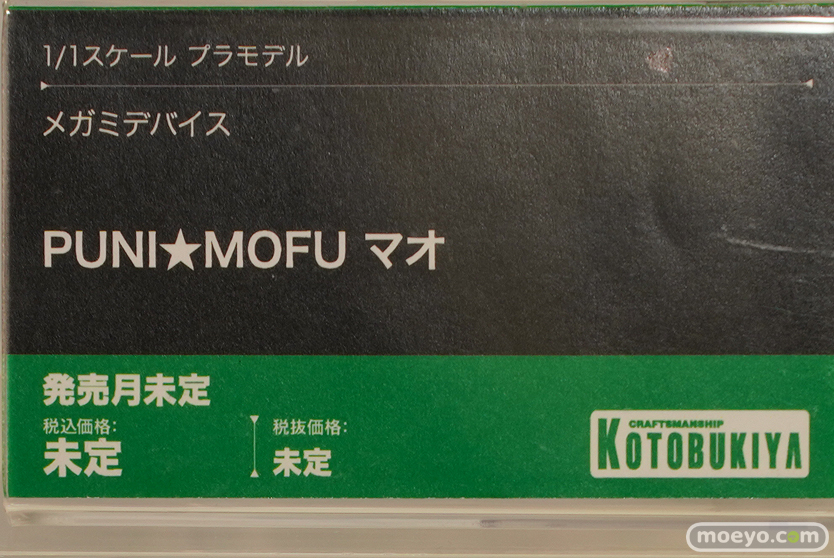 1/1スケール プラモデル
メガミデバイス
PUNI★MOFU マオ
発売月未定
税込価格:
未定
税抜価格:
未定
CRAFTSMANSHIP
KOTOBUKIYA
moeyo.com